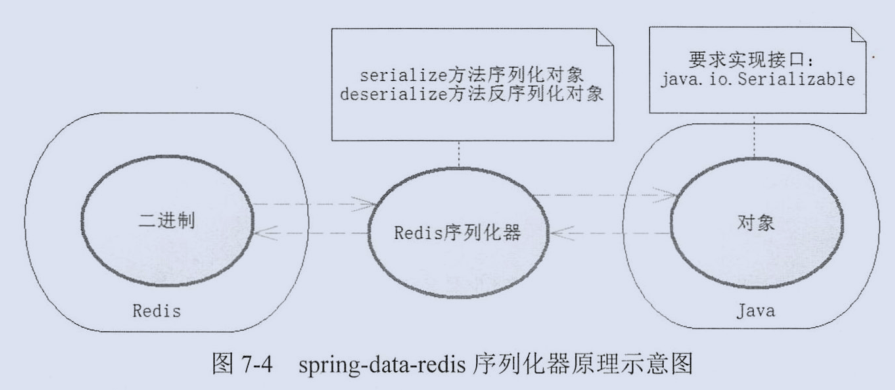 serialize方法序列化对象
deserialize方法反序列化对象
要求实现接口:
java.io.Serializable
二进制
Redis序列化器
对象
Redis
Java
图 7-4 spring-data-redis 序列化器原理示意图